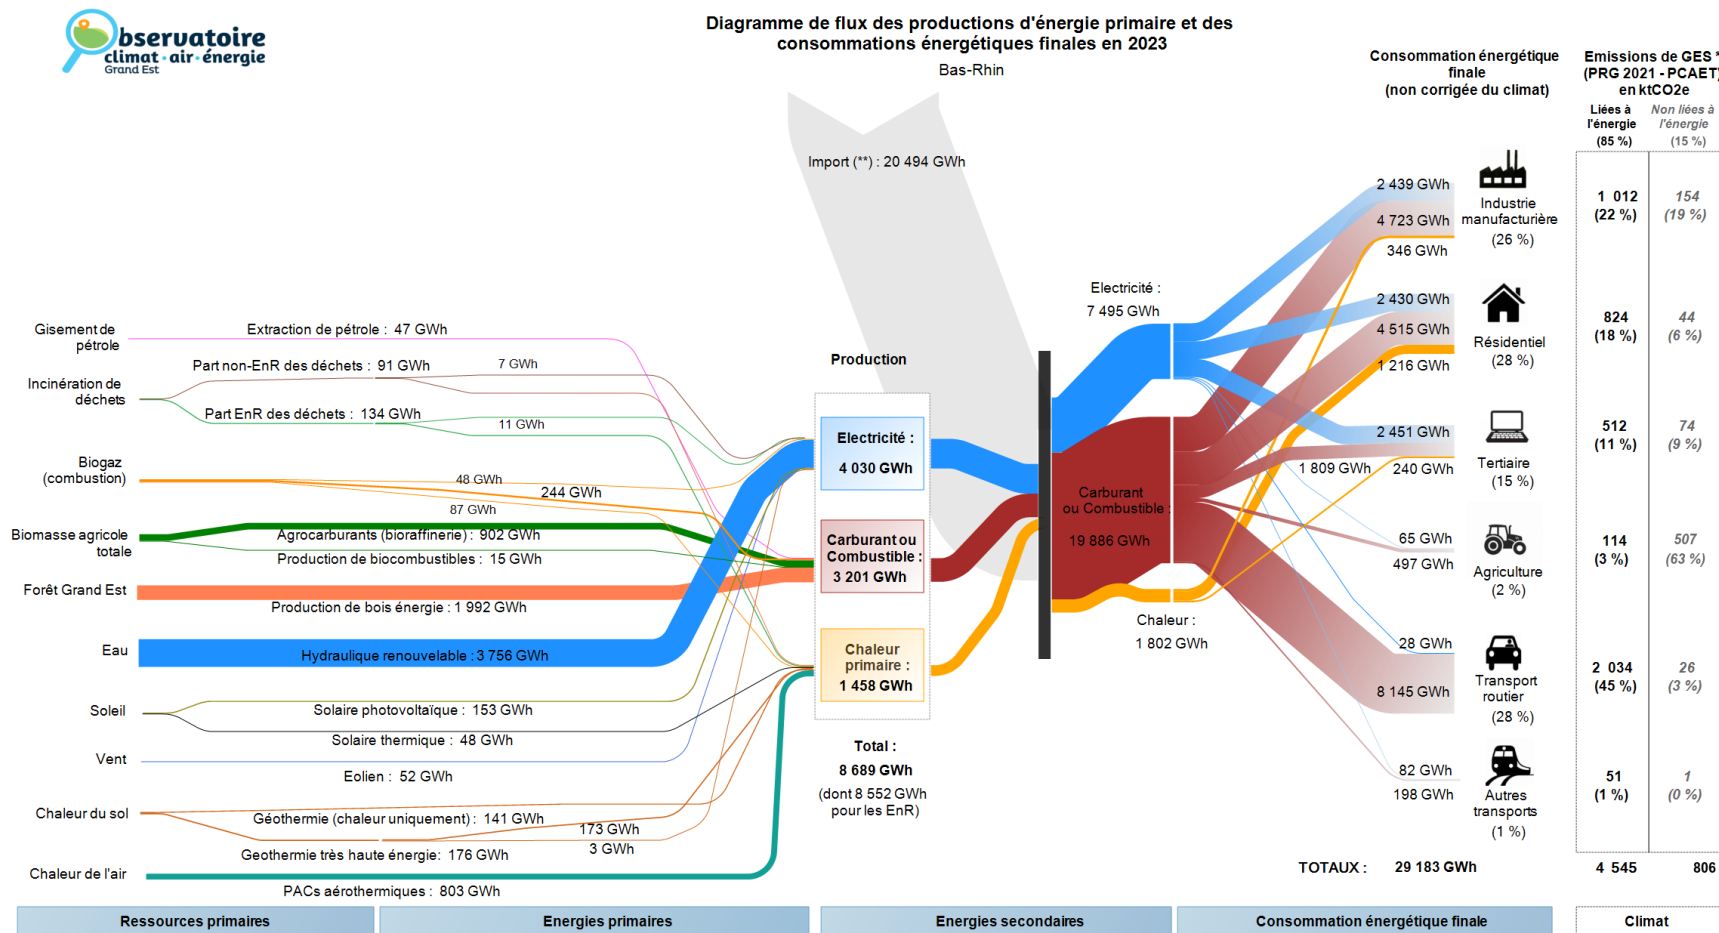 bservatoire
climat · air · énergie
Grand Est
Diagramme de flux des productions d'énergie primaire et des
consommations énergétiques finales en 2023
Bas-Rhin
Consommation énergétique
finale
(non corrigée du climat)
Emissions de GES *
(PRG 2021 - PCAET)
en ktCO2e
Liées à
l'énergie
(85 %)
Non liées à
l'énergie
(15 %)
Import (**) : 20 494 GWh
Gisement de
pétrole
Extraction de pétrole : 47 GWh
Incinération de
déchets
Part non-EnR des déchets : 91 GWh
7 GWh
Part EnR des déchets : 134 GWh
11 GWh
Biogaz
(combustion)
48 GWh
244 GWh
87 GWh
Biomasse agricole
totale
Agrocarburants (bioraffinerie) : 902 GWh
Production de biocombustibles : 15 GWh
Forêt Grand Est
Production de bois énergie : 1 992 GWh
Eau
Hydraulique renouvelable : 3 756 GWh
Soleil
Solaire photovoltaïque : 153 GWh
Solaire thermique : 48 GWh
Vent
Eolien : 52 GWh
Chaleur du sol
Géothermie (chaleur uniquement) : 141 GWh
173 GWh
3 GWh
Geothermie très haute énergie: 176 GWh
Chaleur de l'air
PACs aérothermiques : 803 GWh
Production
Electricité :
4 030 GWh
Carburant ou
Combustible :
3 201 GWh
Chaleur
primaire :
1 458 GWh
Total :
8 689 GWh
(dont 8 552 GWh
pour les EnR)
Electricité :
7 495 GWh
Carburant
ou Combustible :
19 886 GWh
Chaleur :
1 802 GWh
2 439 GWh
4 723 GWh
346 GWh
Industrie
manufacturière
(26 %)
1 012
(22 %)
154
(19 %)
2 430 GWh
4 515 GWh
1 216 GWh
Résidentiel
(28 %)
824
(18 %)
44
(6 %)
2 451 GWh
1 809 GWh
240 GWh
Tertiaire
(15 %)
512
(11 %)
74
(9 %)
65 GWh
497 GWh
Agriculture
(2 %)
114
(3 %)
507
(63 %)
28 GWh
8 145 GWh
Transport
routier
(28 %)
2 034
(45 %)
26
(3 %)
82 GWh
198 GWh
Autres
transports
(1 %)
51
(1 %)
1
(0 %)
TOTAUX : 29 183 GWh
4 545
806
Ressources primaires
Energies primaires
Energies secondaires
Consommation énergétique finale
Climat